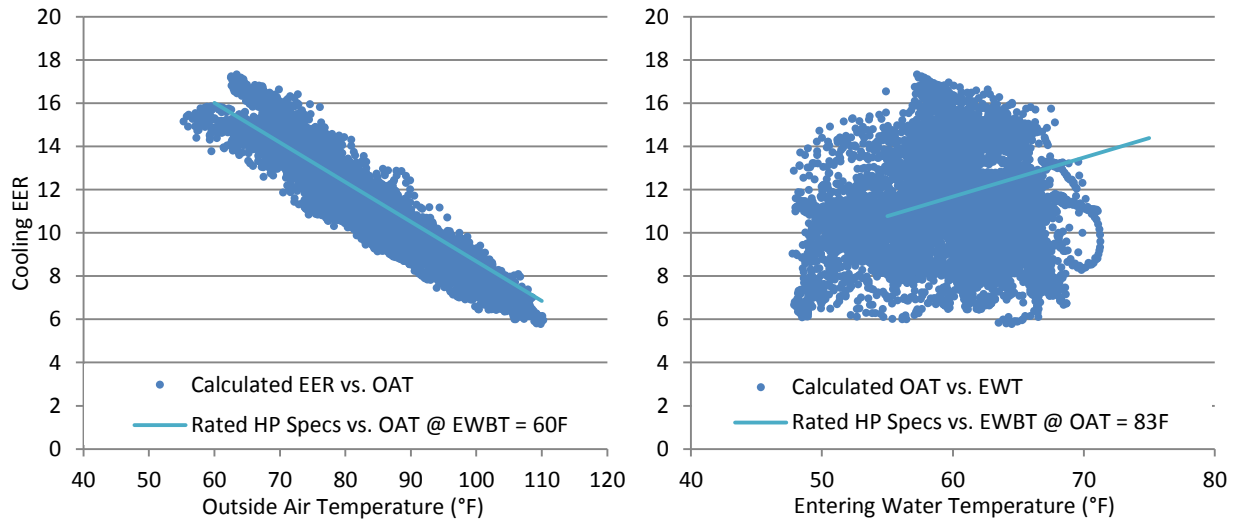 Cooling EER
20
18
16
14
12
10
8
6
4
2
0
Calculated EER vs. OAT
Rated HP Specs vs. OAT @ EWBT = 60F
40 50 60 70 80 90 100 110 120
Outside Air Temperature (°F)
20
18
16
14
12
10
8
6
4
2
0
Calculated OAT vs. EWT
Rated HP Specs vs. EWBT @ OAT = 83F
40 50 60 70 80
Entering Water Temperature (°F)